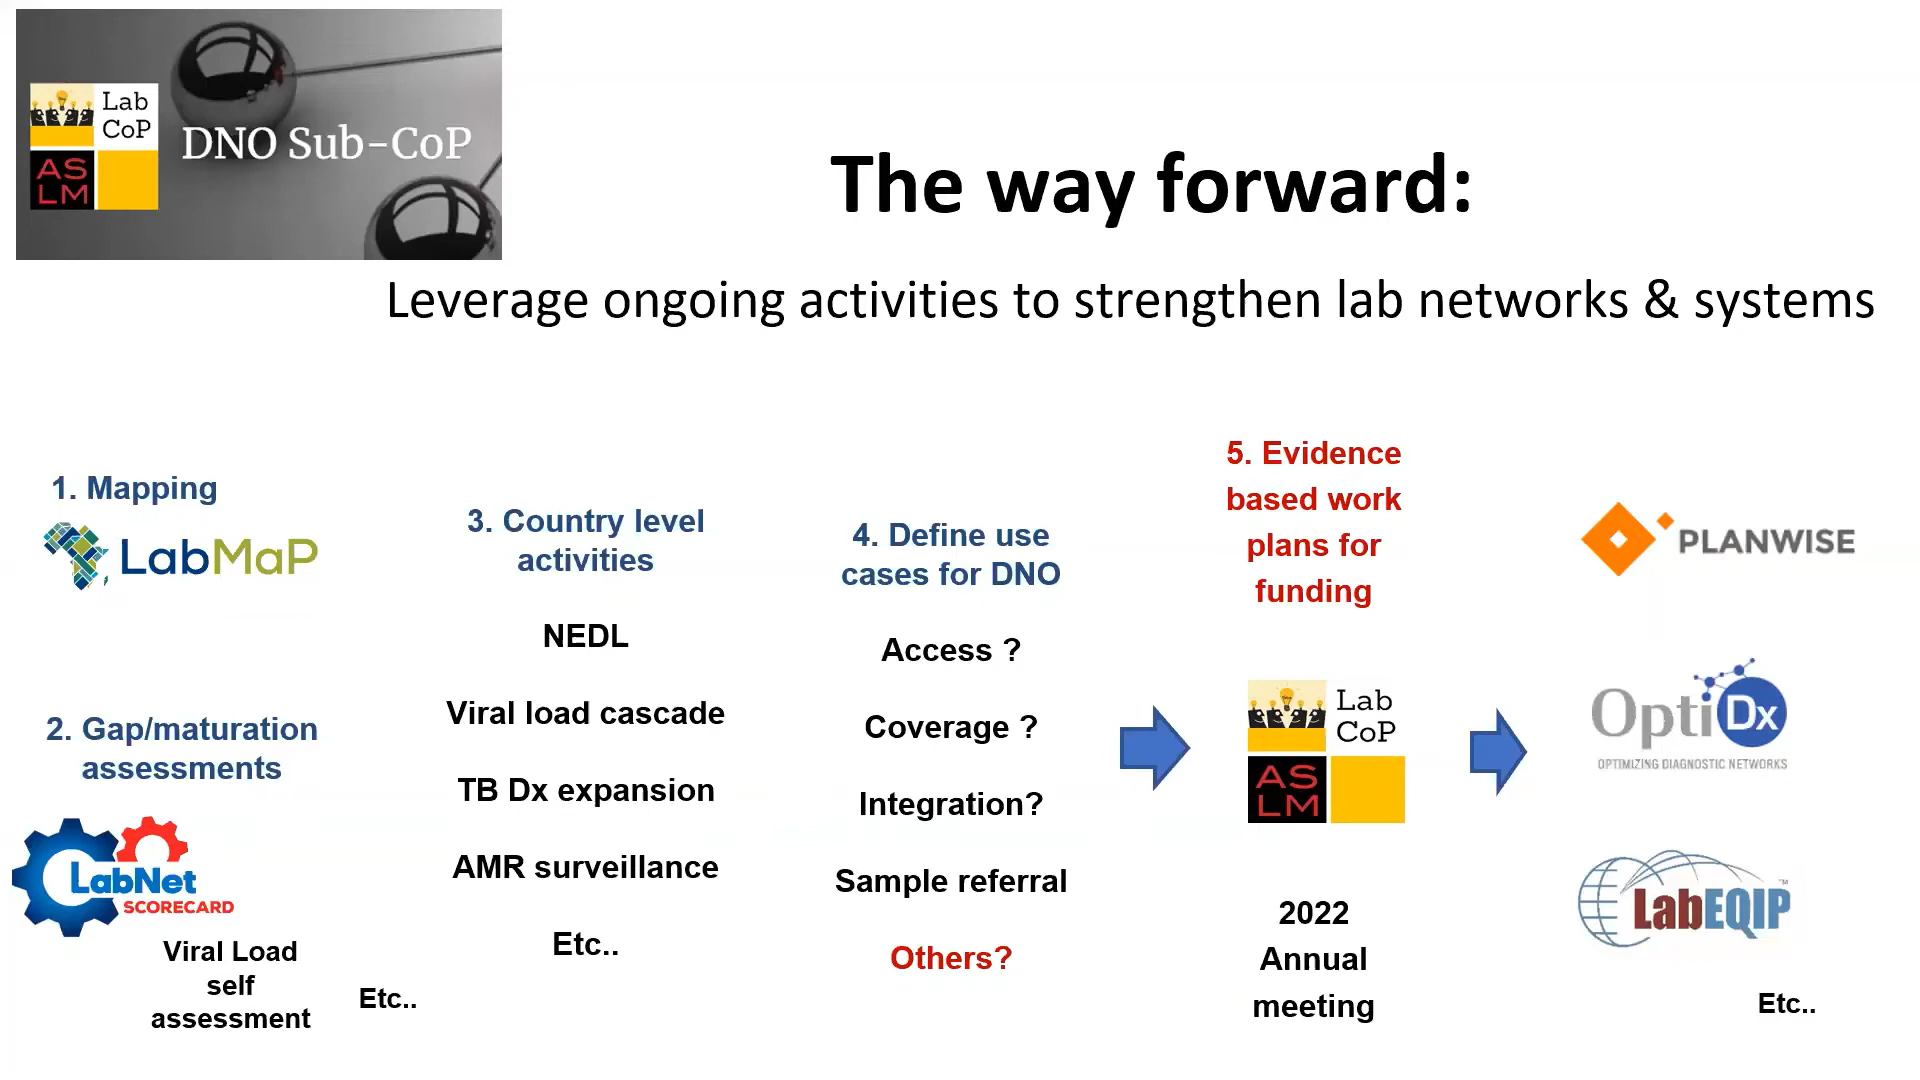 Lab
CoP
AS
LM
DNO Sub-CoP
The way forward:
Leverage ongoing activities to strengthen lab networks & systems
1. Mapping
LabMaP
2. Gap/maturation
assessments
LabNet
SCORECARD
Viral Load
self
assessment
Etc..
3. Country level
activities
NEDL
Viral load cascade
TB Dx expansion
AMR surveillance
Etc..
4. Define use
cases for DNO
Access ?
Coverage ?
Integration?
Sample referral
Others?
5. Evidence
based work
plans for
funding
Lab
CoP
AS
LM
2022
Annual
meeting
PLANWISE
OptiDx
OPTIMIZING DIAGNOSTIC NETWORKS
LabEQIP™
Etc..